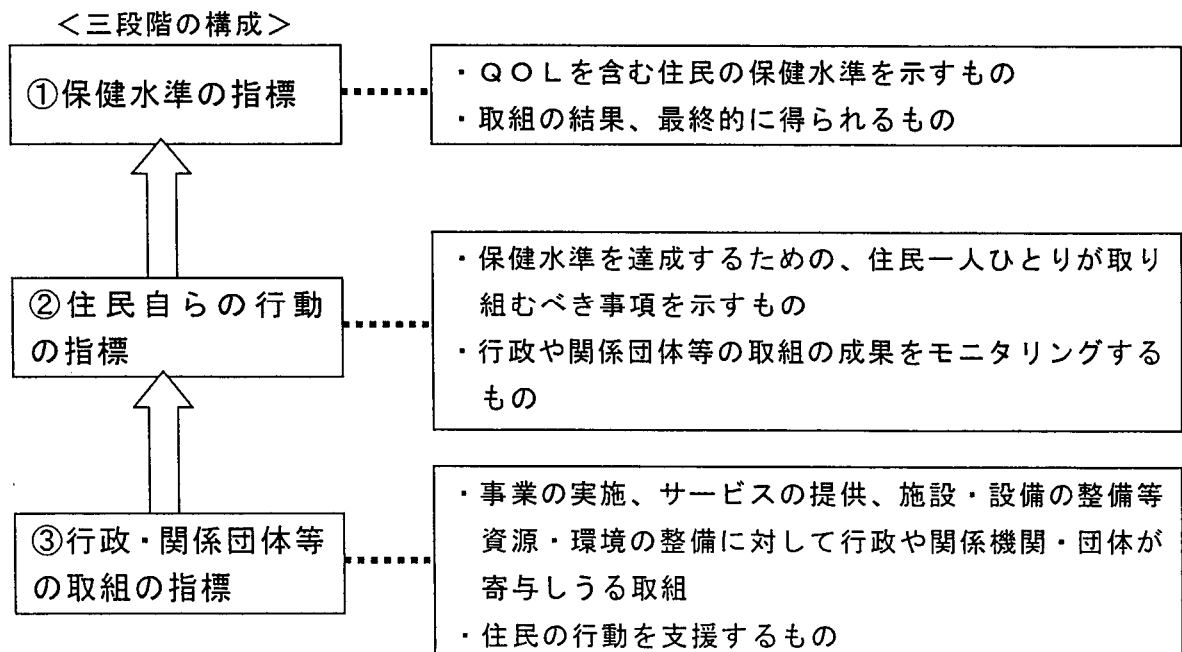 ＜三段階の構成＞
①保健水準の指標
・ＱＯＬを含む住民の保健水準を示すもの
・取組の結果、最終的に得られるもの
②住民自らの行動
の指標
・保健水準を達成するための、住民一人ひとりが取り
組むべき事項を示すもの
・行政や関係団体等の取組の成果をモニタリングする
もの
③行政・関係団体等
の取組の指標
・事業の実施、サービスの提供、施設・設備の整備等
資源・環境の整備に対して行政や関係機関・団体が
寄与しうる取組
・住民の行動を支援するもの